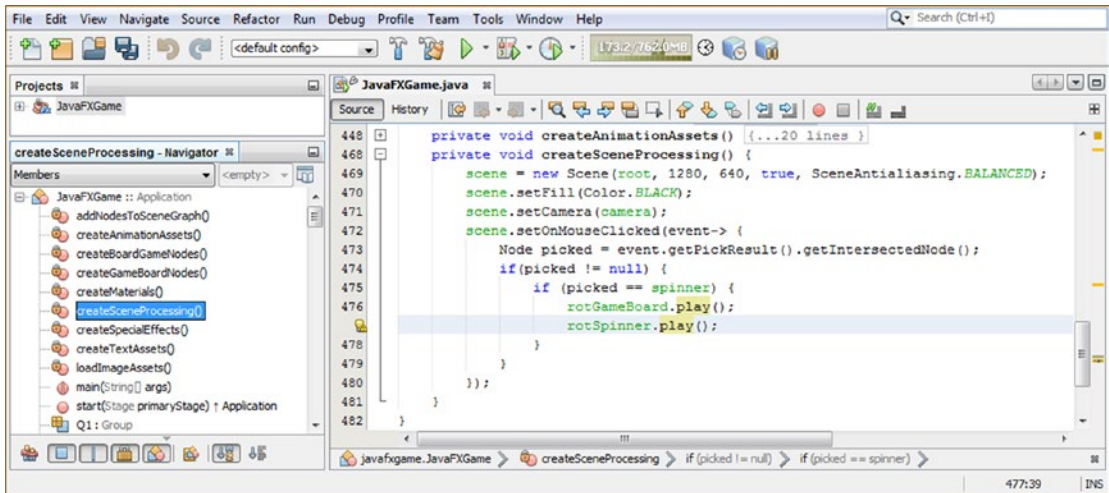 File Edit View Navigate Source Refactor Run Debug Profile Team Tools Window Help
Search (Ctrl+I)
<default config>
173.2/762.0MB
Projects
JavaFXGame
createSceneProcessing - Navigator
Members
<empty>
JavaFXGame :: Application
addNodesToSceneGraph()
createAnimationAssets()
createBoardGameNodes()
createGameBoardNodes()
createMaterials()
createSceneProcessing()
createSpecialEffects()
createTextAssets()
loadImageAssets()
main(String[] args)
start(Stage primaryStage) ↑ Application
Q1 : Group
JavaFXGame.java
Source History
448 private void createAnimationAssets() {...20 lines }
468 private void createSceneProcessing() {
469 scene = new Scene(root, 1280, 640, true, SceneAntialiasing.BALANCED);
470 scene.setFill(Color.BLACK);
471 scene.setCamera(camera);
472 scene.setOnMouseClicked(event-> {
473 Node picked = event.getPickResult().getIntersectedNode();
474 if(picked != null) {
475 if (picked == spinner) {
476 rotGameBoard.play();
rotSpinner.play();
478 }
479 }
480 });
481 }
482 }
javafxgame.JavaFXGame createSceneProcessing if (picked != null) if (picked == spinner)
477:39 INS